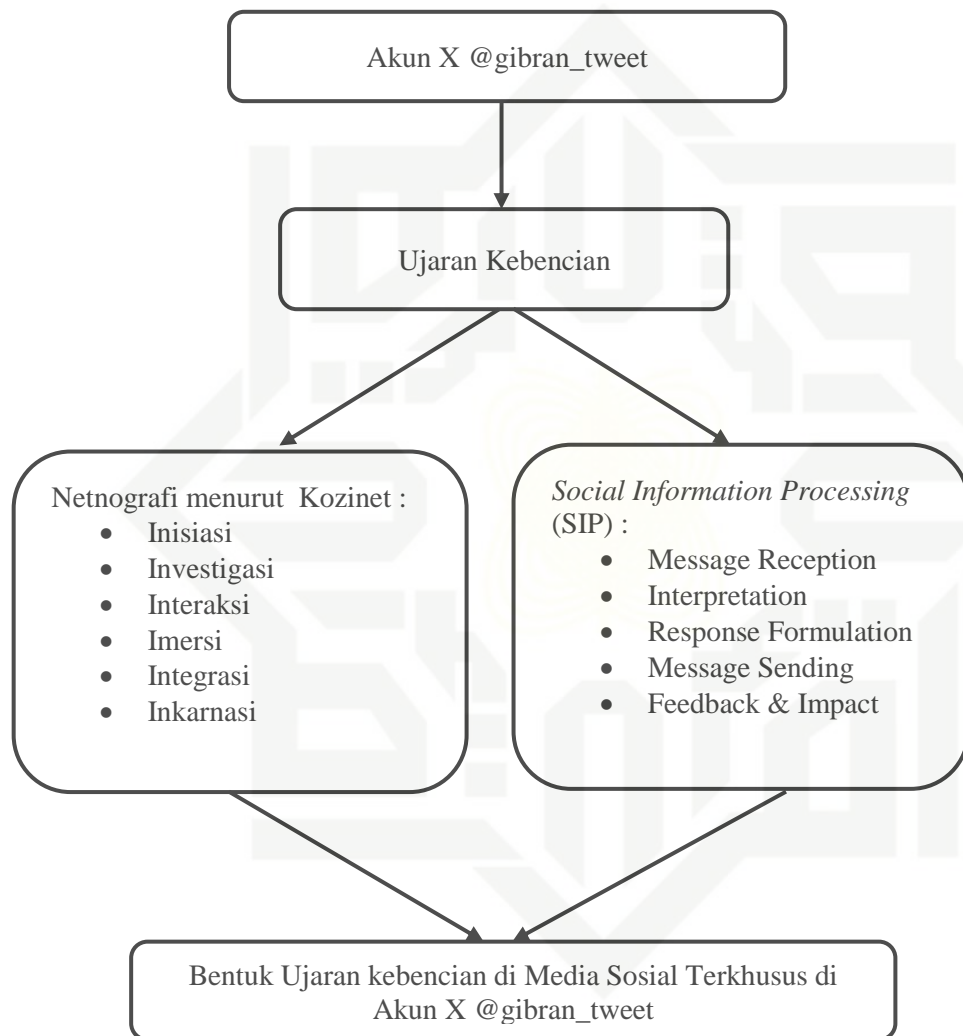 Akun X @gibran_tweet
Ujaran Kebencian
Netnografi menurut Kozinet :
• Inisiasi
• Investigasi
• Interaksi
• Imersi
• Integrasi
• Inkarnasi
Social Information Processing
(SIP) :
• Message Reception
• Interpretation
• Response Formulation
• Message Sending
• Feedback & Impact
Bentuk Ujaran kebencian di Media Sosial Terkhusus di
Akun X @gibran_tweet